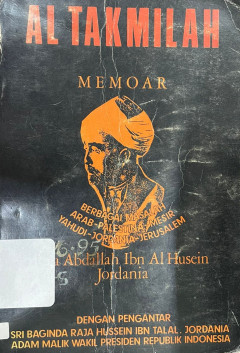 AL TAKMILAH
MEMOAR
BERBAGAI MASALAH
ARAB-PALESTINA, MESIR
YAHUDI-JORDANIA-JERUSALEM
Abdallah Ibn Al Husein
Jordania
DENGAN PENGANTAR
SRI BAGINDA RAJA HUSSEIN IBN TALAL, JORDANIA
ADAM MALIK WAKIL PRESIDEN REPUBLIK INDONESIA